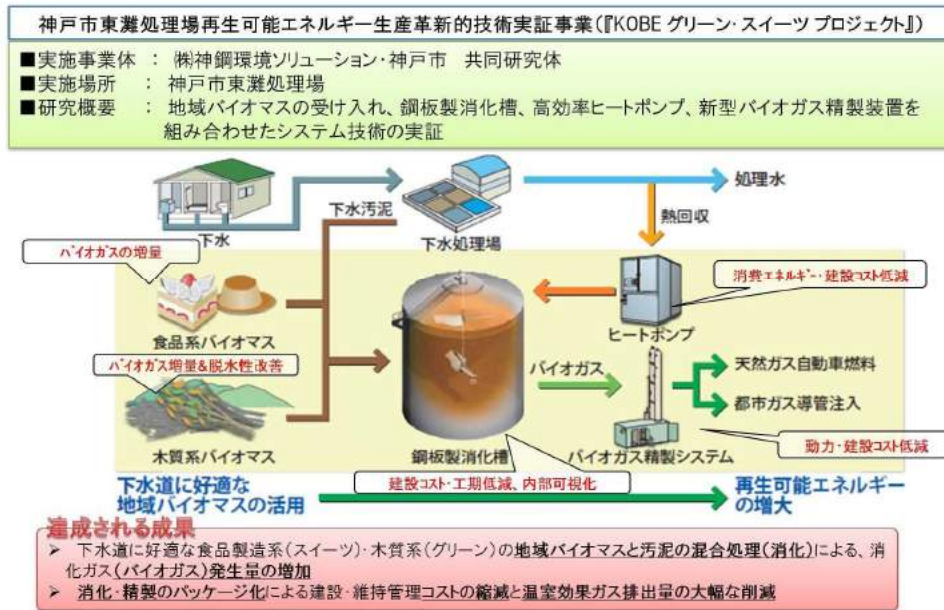 神戸市東灘処理場再生可能エネルギー生産革新的技術実証事業(『KOBE グリーン・スイーツ プロジェクト』)
■実施事業体 : ㈱神鋼環境ソリューション・神戸市 共同研究体
■実施場所 : 神戸市東灘処理場
■研究概要 : 地域バイオマスの受け入れ、鋼板製消化槽、高効率ヒートポンプ、新型バイオガス精製装置を
組み合わせたシステム技術の実証
処理水
下水汚泥
熱回収
下水
下水処理場
バイオガスの増量
消費エネルギー・建設コスト低減
食品系バイオマス
ヒートポンプ
バイオガス増量&脱水性改善
バイオガス
天然ガス自動車燃料
都市ガス導管注入
動力・建設コスト低減
木質系バイオマス
鋼板製消化槽
バイオガス精製システム
建設コスト・工期低減、内部可視化
下水道に好適な
地域バイオマスの活用
再生可能エネルギー
の増大
達成される成果
➢ 下水道に好適な食品製造系(スイーツ)・木質系(グリーン)の地域バイオマスと汚泥の混合処理(消化)による、消
化ガス(バイオガス)発生量の増加
➢ 消化・精製のパッケージ化による建設・維持管理コストの縮減と温室効果ガス排出量の大幅な削減